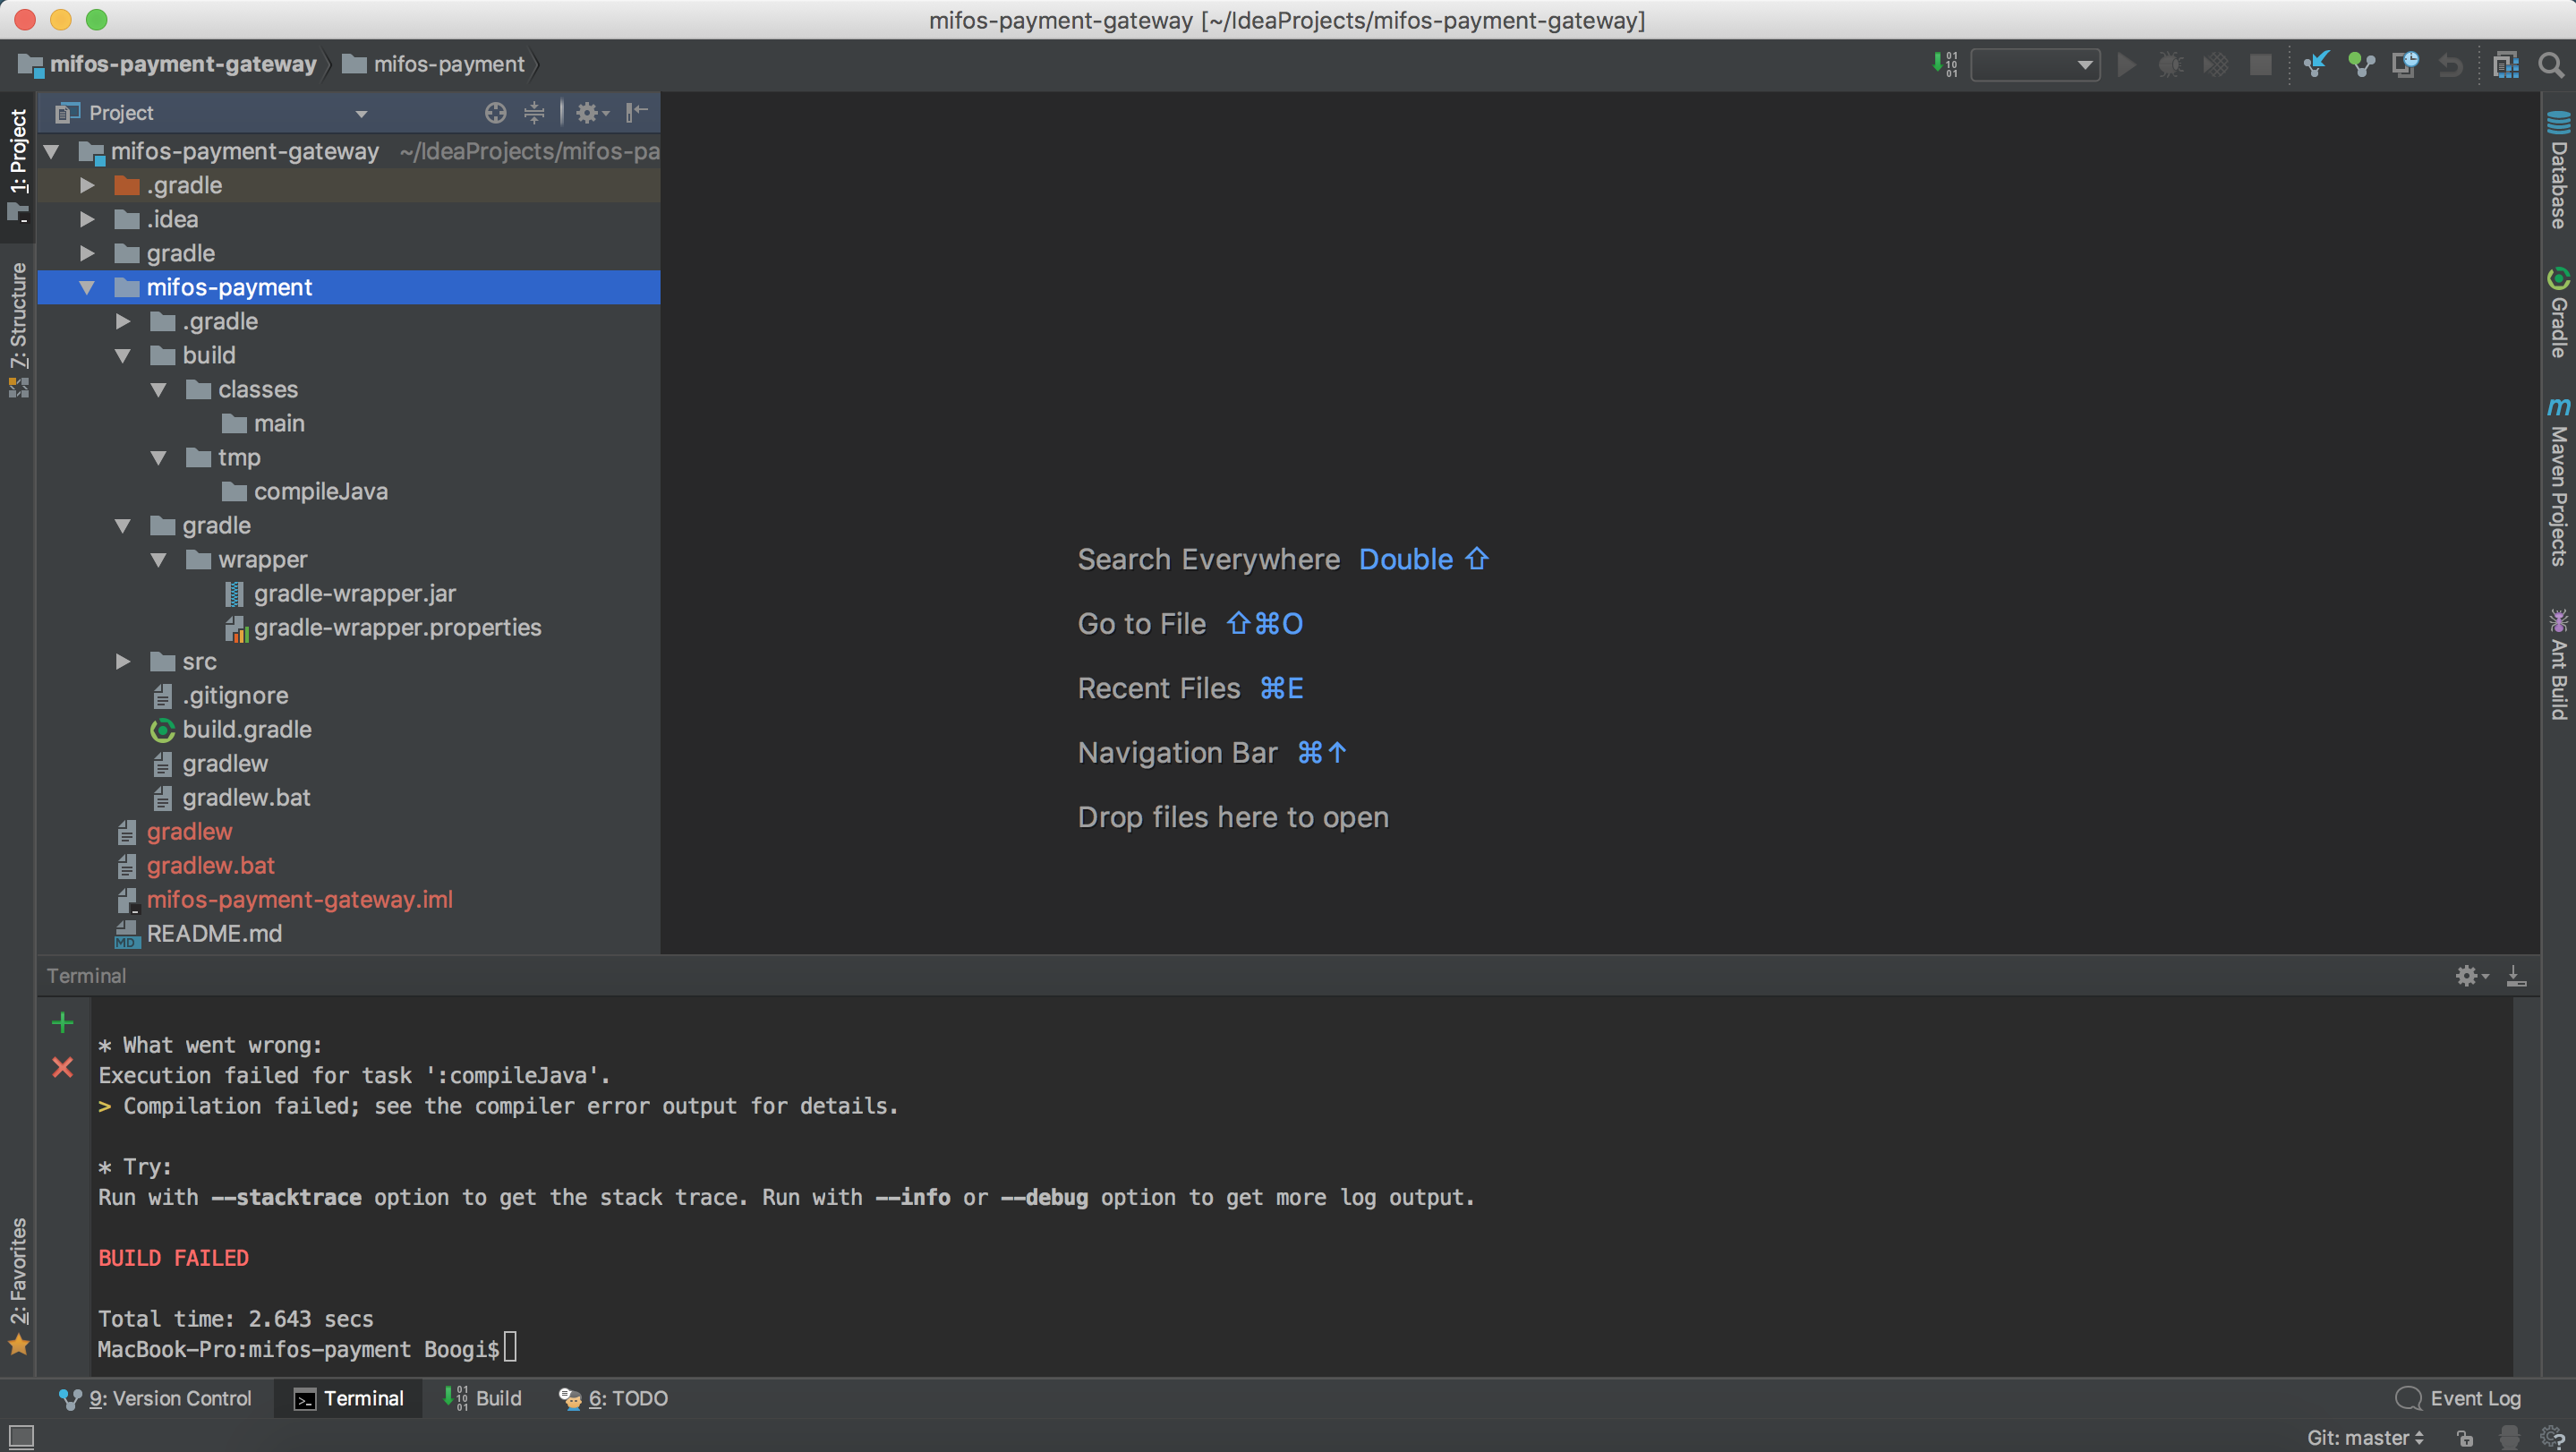 mifos-payment-gateway [~/IdeaProjects/mifos-payment-gateway]
mifos-payment-gateway
mifos-payment
1: Project
7: Structure
2: Favorites
Project
mifos-payment-gateway ~/IdeaProjects/mifos-pa
.gradle
.idea
gradle
mifos-payment
.gradle
build
classes
main
tmp
compileJava
gradle
wrapper
gradle-wrapper.jar
gradle-wrapper.properties
src
.gitignore
build.gradle
gradlew
gradlew.bat
gradlew
gradlew.bat
mifos-payment-gateway.iml
README.md
Search Everywhere Double ⇧
Go to File ⇧⌘O
Recent Files ⌘E
Navigation Bar ⌘↑
Drop files here to open
Database
Gradle
Maven Projects
Ant Build
Terminal
* What went wrong:
Execution failed for task ':compileJava'.
> Compilation failed; see the compiler error output for details.
* Try:
Run with --stacktrace option to get the stack trace. Run with --info or --debug option to get more log output.
BUILD FAILED
Total time: 2.643 secs
MacBook-Pro:mifos-payment Boogi$
9: Version Control
Terminal
Build
6: TODO
Event Log
Git: master